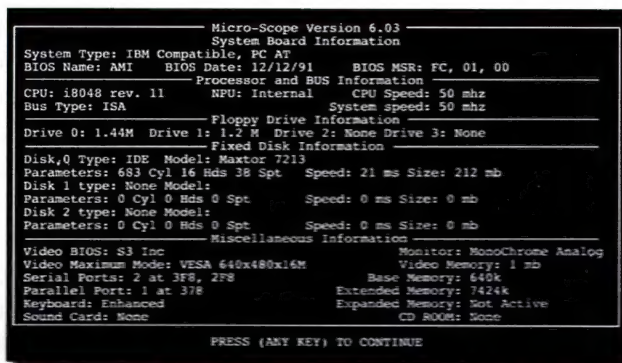 Micro-Scope Version 6.03
System Board Information
System Type: IBM Compatible, PC AT
BIOS Name: AMI BIOS Date: 12/12/91 BIOS MSR: FC, 01, 00
Processor and BUS Information
CPU: i8048 rev. 11 NPU: Internal CPU Speed: 50 mhz
Bus Type: ISA System speed: 50 mhz
Floppy Drive Information
Drive 0: 1.44M Drive 1: 1.2 M Drive 2: None Drive 3: None
Fixed Disk Information
Disk,0 Type: IDE Model: Maxtor 7213
Parameters: 683 Cyl 16 Hds 38 Spt Speed: 21 ms Size: 212 mb
Disk 1 type: None Model:
Parameters: 0 Cyl 0 Hds 0 Spt Speed: 0 ms Size: 0 mb
Disk 2 type: None Model:
Parameters: 0 Cyl 0 Hds 0 Spt Speed: 0 ms Size: 0 mb
Miscellaneous Information
Video BIOS: S3 Inc Monitor: MonoChrome Analog
Video Maximum Mode: VESA 640x480x16M Video Memory: 1 mb
Serial Ports: 2 at 3F8, 2F8 Base Memory: 640k
Parallel Port: 1 at 378 Extended Memory: 7424k
Keyboard: Enhanced Expanded Memory: Not Active
Sound Card: None CD ROOM: None
PRESS (ANY KEY) TO CONTINUE